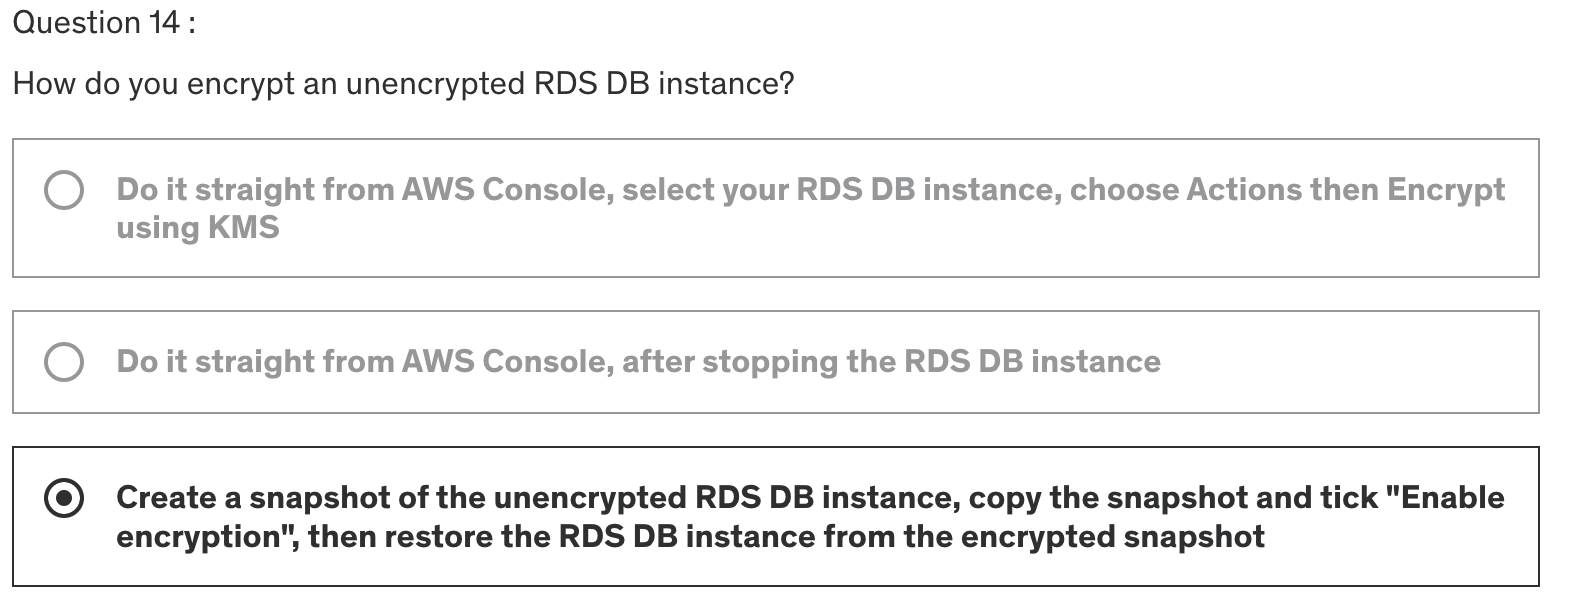 Question 14 :
How do you encrypt an unencrypted RDS DB instance?
Do it straight from AWS Console, select your RDS DB instance, choose Actions then Encrypt
using KMS
Do it straight from AWS Console, after stopping the RDS DB instance
Create a snapshot of the unencrypted RDS DB instance, copy the snapshot and tick "Enable
encryption", then restore the RDS DB instance from the encrypted snapshot